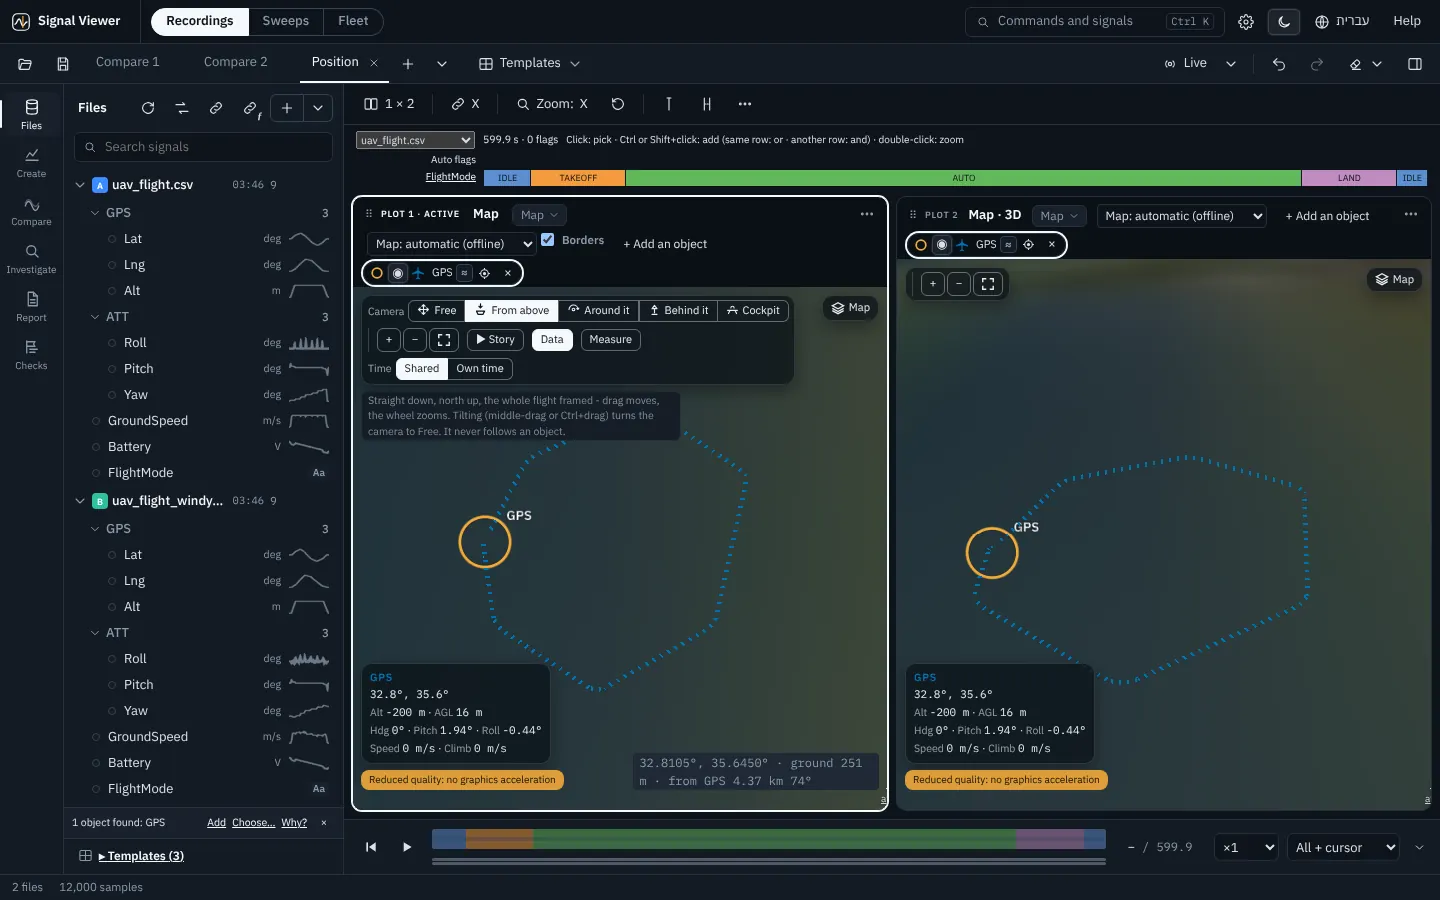 Signal Viewer
Recordings Sweeps Fleet
Commands and signals Ctrl K
עברית
Help
Compare 1 Compare 2 Position ×
Templates
Live
Files
Create
Compare
Investigate
Report
Checks
Files
Search signals
A uav_flight.csv 03:46 9
GPS 3
Lat deg
Lng deg
Alt m
ATT 3
Roll deg
Pitch deg
Yaw deg
GroundSpeed m/s
Battery V
FlightMode Aa
B uav_flight_windy... 03:46 9
GPS 3
Lat deg
Lng deg
Alt m
ATT 3
Roll deg
Pitch deg
Yaw deg
GroundSpeed m/s
Battery V
FlightMode Aa
1 object found: GPS Add Choose... Why? ×
▸ Templates (3)
2 files 12,000 samples
1 × 2 X Zoom: X
uav_flight.csv 599.9 s · 0 flags Click: pick · Ctrl or Shift+click: add (same row: or · another row: and) · double-click: zoom
Auto flags
FlightMode IDLE TAKEOFF AUTO LAND IDLE
PLOT 1 · ACTIVE Map Map
Map: automatic (offline) Borders + Add an object
GPS ≈ ×
Camera Free From above Around it Behind it Cockpit
+ − Story Data Measure
Time Shared Own time
Map
Straight down, north up, the whole flight framed - drag moves,
the wheel zooms. Tilting (middle-drag or Ctrl+drag) turns the
camera to Free. It never follows an object.
GPS
GPS
32.8°, 35.6°
Alt -200 m · AGL 16 m
Hdg 0° · Pitch 1.94° · Roll -0.44°
Speed 0 m/s · Climb 0 m/s
Reduced quality: no graphics acceleration
32.8105°, 35.6450° · ground 251
m · from GPS 4.37 km 74°
a
PLOT 2 Map · 3D Map Map: automatic (offline) + Add an object
GPS ≈ ×
+ −
Map
GPS
GPS
32.8°, 35.6°
Alt -200 m · AGL 16 m
Hdg 0° · Pitch 1.94° · Roll -0.44°
Speed 0 m/s · Climb 0 m/s
Reduced quality: no graphics acceleration
a
– / 599.9 ×1 All + cursor